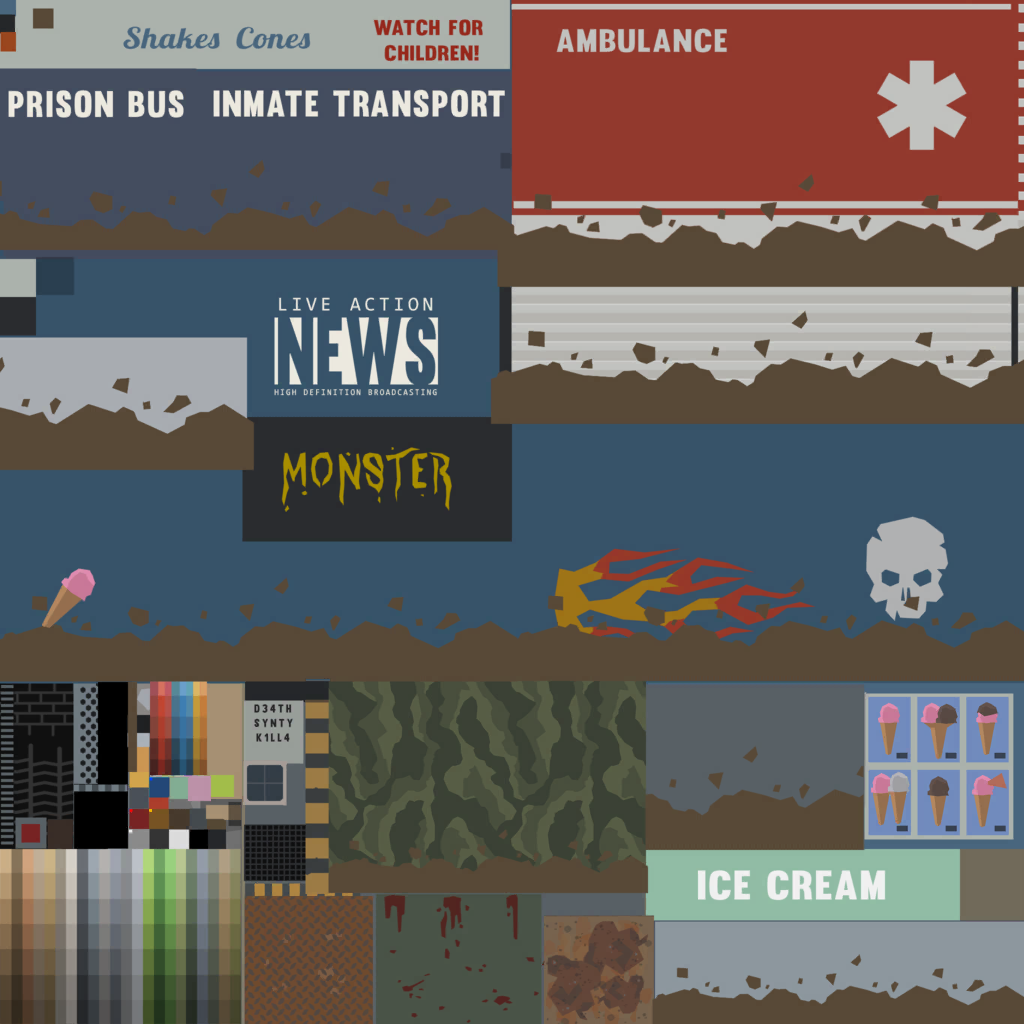 Shakes Cones
WATCH FOR
CHILDREN!
AMBULANCE
PRISON BUS
INMATE TRANSPORT
LIVE ACTION
NEWS
HIGH DEFINITION BROADCASTING
MONSTER
D34TH
SYNTY
K1LL4
ICE CREAM